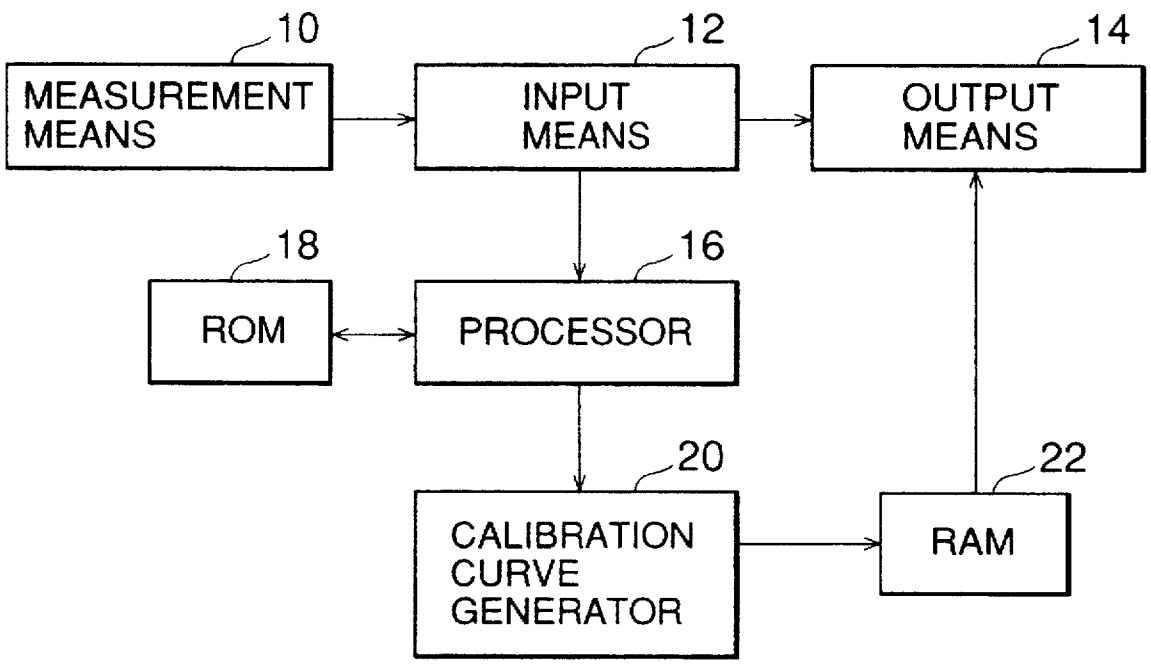 10
12
14
MEASUREMENT
MEANS
INPUT
MEANS
OUTPUT
MEANS
18
16
ROM
PROCESSOR
20
22
CALIBRATION
CURVE
GENERATOR
RAM